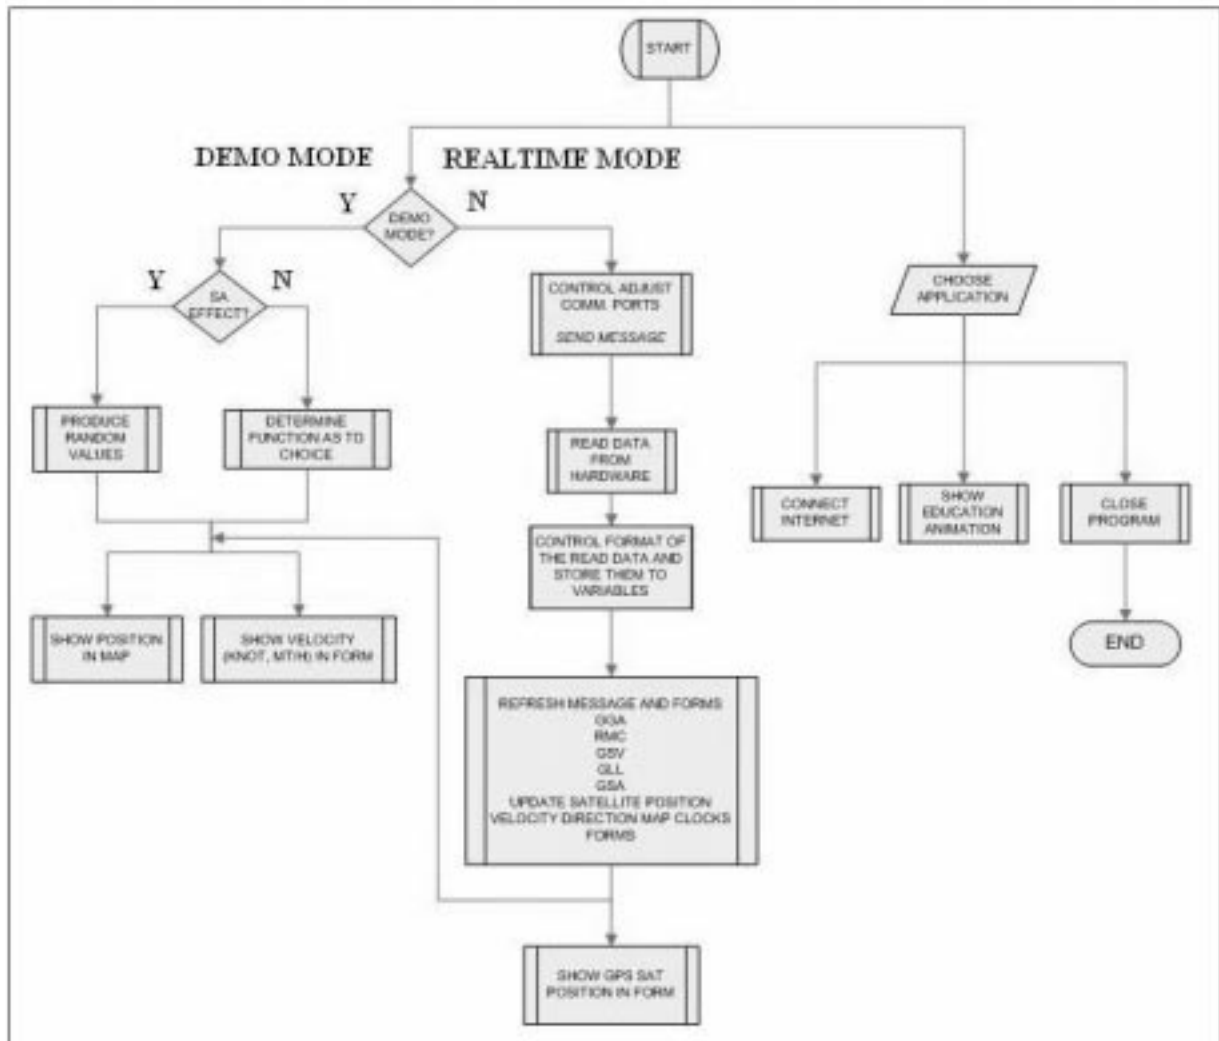 START
DEMO MODE
REALTIME MODE
Y
N
DEMO
MODE?
Y
N
SA
EFFECT?
CONTROL ADJUST
COMM. PORTS
SEND MESSAGE
CHOOSE
APPLICATION
PRODUCE
RANDOM
VALUES
DETERMINE
FUNCTION AS TO
CHOICE
READ DATA
FROM
HARDWARE
CONNECT
INTERNET
SHOW
EDUCATION
ANIMATION
CLOSE
PROGRAM
CONTROL FORMAT OF
THE READ DATA AND
STORE THEM TO
VARIABLES
SHOW POSITION
IN MAP
SHOW VELOCITY
(KNOT, MT/H) IN FORM
END
REFRESH MESSAGE AND FORMS
GGA
RMC
GSV
GLL
GSA
UPDATE SATELLITE POSITION
VELOCITY DIRECTION MAP CLOCKS
FORMS
SHOW GPS SAT
POSITION IN FORM